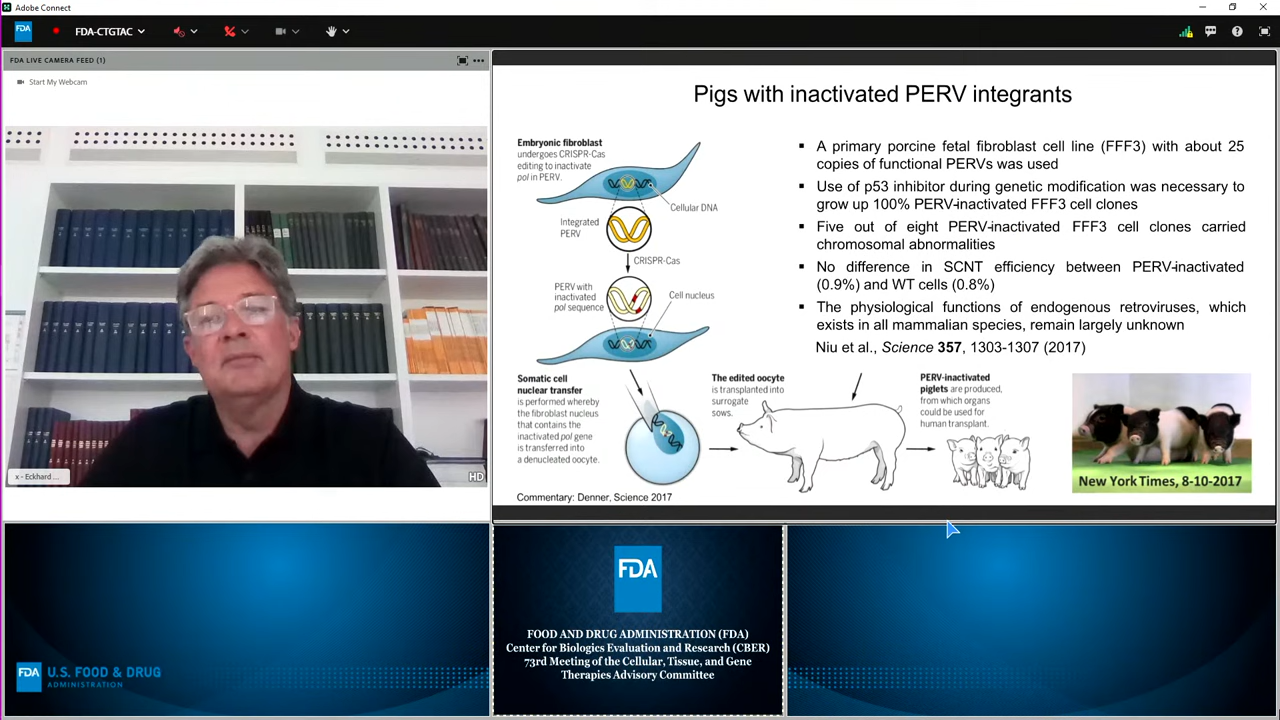 Adobe Connect
FDA
FDA-CTGTAC
FDA LIVE CAMERA FEED (1)
Start My Webcam
x - Eckhard ...
HD
Pigs with inactivated PERV integrants
Embryonic fibroblast
undergoes CRISPR-Cas
editing to inactivate
pol in PERV.
Cellular DNA
Integrated
PERV
CRISPR-Cas
PERV with
inactivated
pol sequence
Cell nucleus
▪ A primary porcine fetal fibroblast cell line (FFF3) with about 25
copies of functional PERVs was used
▪ Use of p53 inhibitor during genetic modification was necessary to
grow up 100% PERV-inactivated FFF3 cell clones
▪ Five out of eight PERV-inactivated FFF3 cell clones carried
chromosomal abnormalities
▪ No difference in SCNT efficiency between PERV-inactivated
(0.9%) and WT cells (0.8%)
▪ The physiological functions of endogenous retroviruses, which
exists in all mammalian species, remain largely unknown
Niu et al., Science 357, 1303-1307 (2017)
Somatic cell
nuclear transfer
is performed whereby
the fibroblast nucleus
that contains the
inactivated pol gene
is transferred into
a denucleated oocyte.
The edited oocyte
is transplanted into
surrogate
sows.
PERV-inactivated
piglets are produced,
from which organs
could be used for
human transplant.
New York Times, 8-10-2017
Commentary: Denner, Science 2017
FDA U.S. FOOD & DRUG
ADMINISTRATION
FDA
FOOD AND DRUG ADMINISTRATION (FDA)
Center for Biologics Evaluation and Research (CBER)
73rd Meeting of the Cellular, Tissue, and Gene
Therapies Advisory Committee